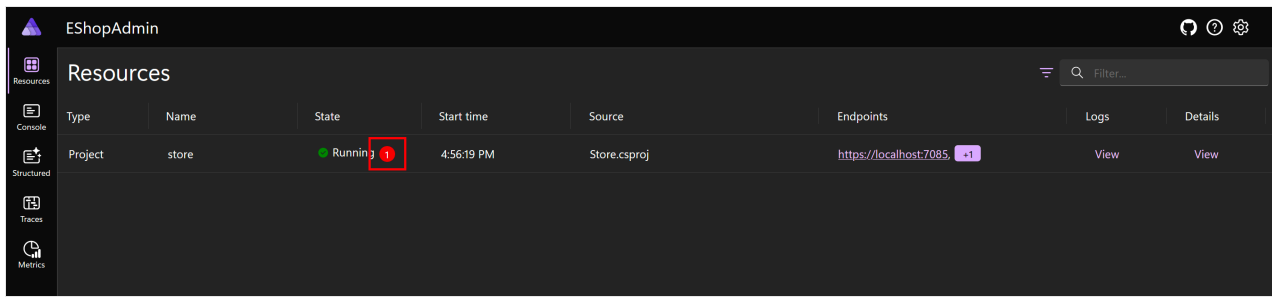 EShopAdmin
Resources
Resources
Filter...
Type Name State Start time Source Endpoints Logs Details
Console
Project store Running 1 4:56:19 PM Store.csproj https://localhost:7085, +1 View View
Structured
Traces
Metrics